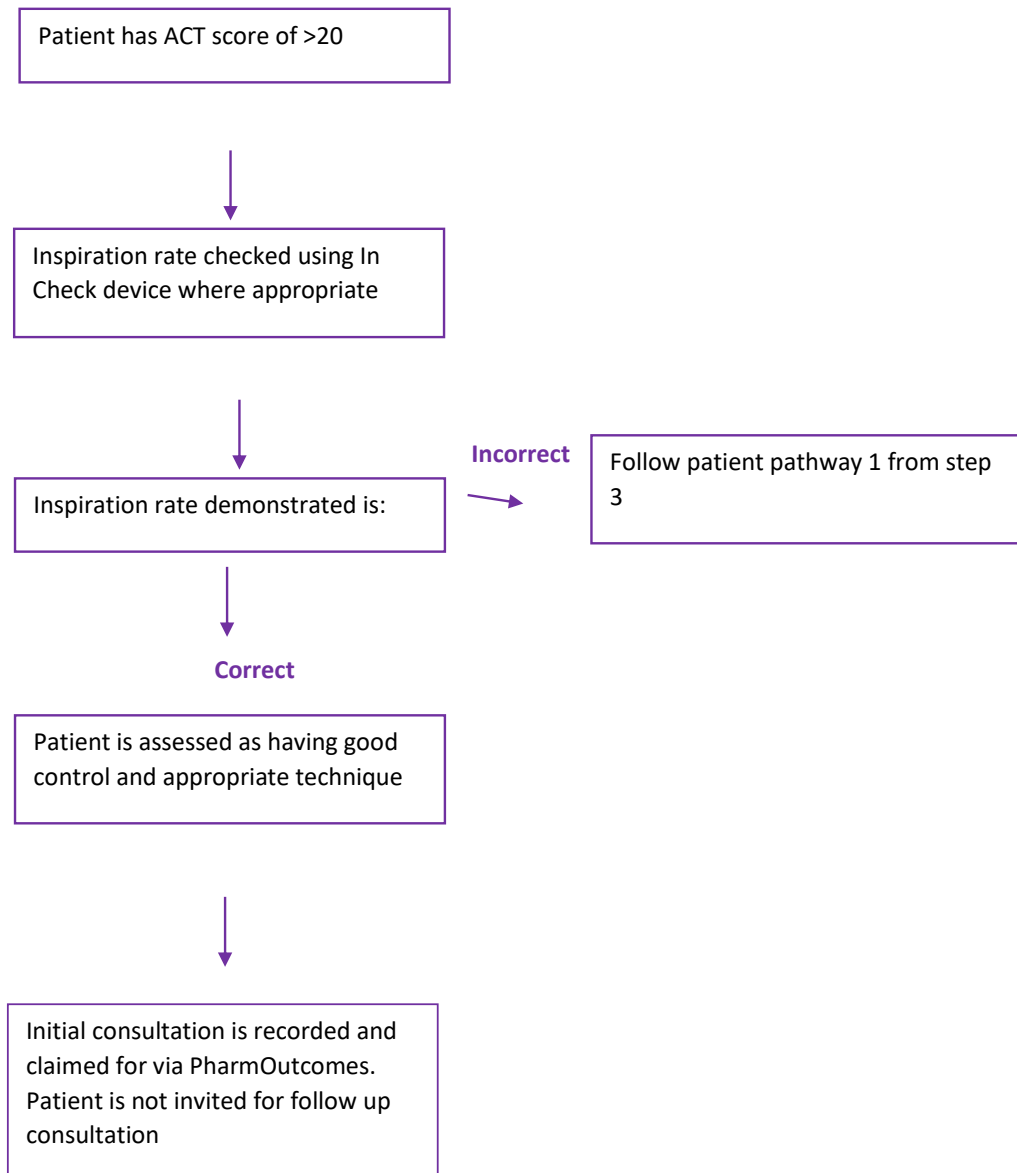 Patient has ACT score of >20
Inspiration rate checked using In
Check device where appropriate
Inspiration rate demonstrated is:
Incorrect
Follow patient pathway 1 from step
3
Correct
Patient is assessed as having good
control and appropriate technique
Initial consultation is recorded and
claimed for via PharmOutcomes.
Patient is not invited for follow up
consultation